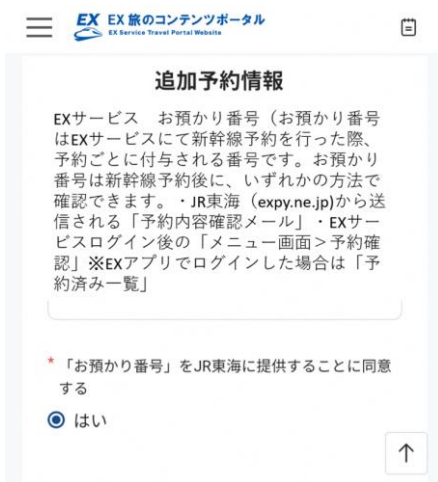 EX EX 旅のコンテンツポータル
EX Service Travel Portal Website
追加予約情報
EXサービス　お預かり番号（お預かり番号
はEXサービスにて新幹線予約を行った際、
予約ごとに付与される番号です。お預かり
番号は新幹線予約後に、いずれかの方法で
確認できます。・JR東海（expy.ne.jp)から送
信される「予約内容確認メール」・EXサー
ビスログイン後の「メニュー画面＞予約確
認」※EXアプリでログインした場合は「予
約済み一覧」
* 「お預かり番号」をJR東海に提供することに同意
する
はい